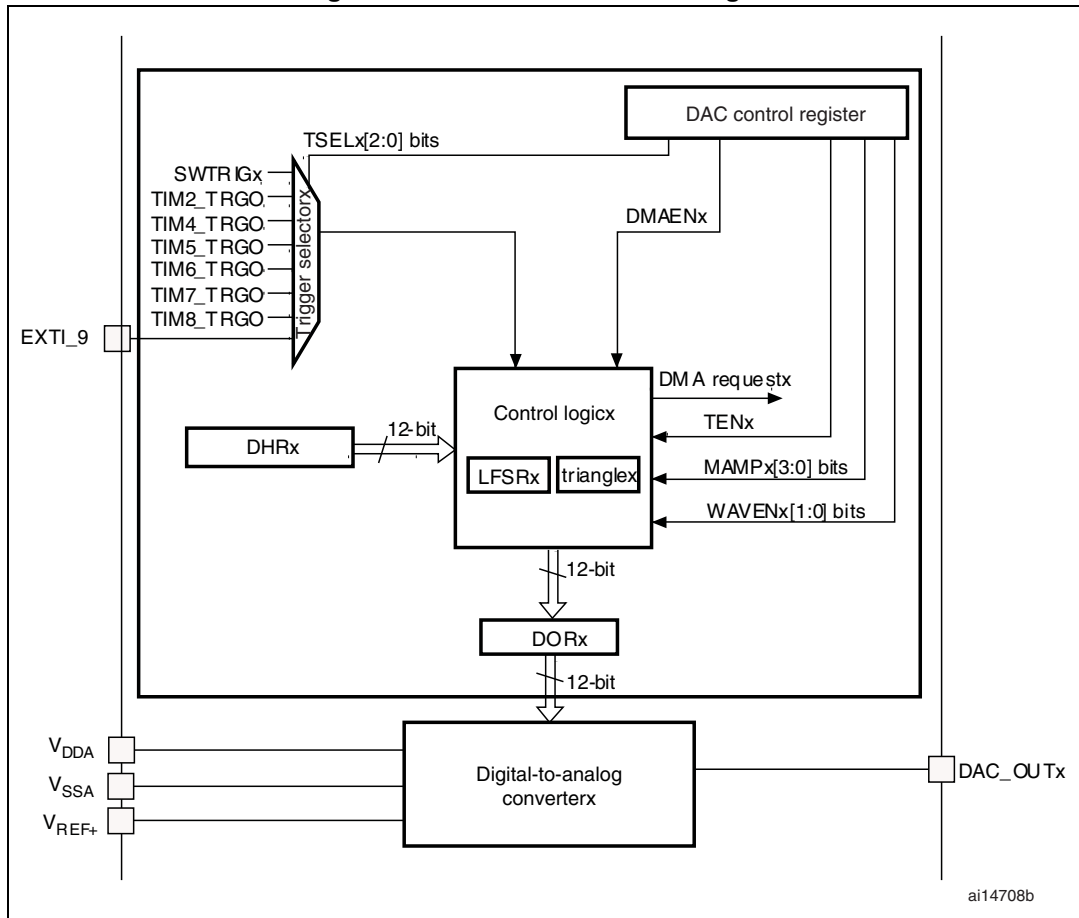 DAC control register
TSELx[2:0] bits
SWTRIGx
TIM2_TRGO
TIM4_TRGO
TIM5_TRGO
TIM6_TRGO
TIM7_TRGO
TIM8_TRGO
Trigger selectorx
DMAENx
EXTI_9
DMA requestx
Control logicx
TENx
12-bit
DHRx
LFSRx
trianglex
MAMPx[3:0] bits
WAVENx[1:0] bits
12-bit
DORx
12-bit
VDDA
VSSA
VREF+
Digital-to-analog
converterx
DAC_OUTx
ai14708b